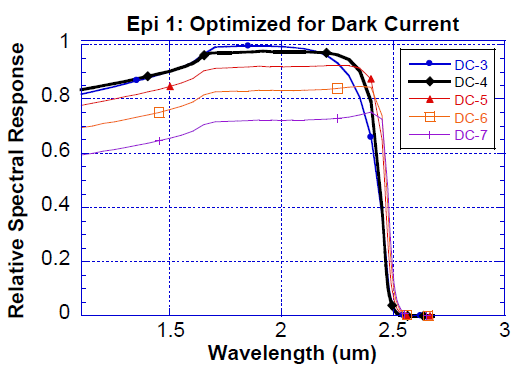 Epi 1: Optimized for Dark Current
Relative Spectral Response
1
0.8
0.6
0.4
0.2
0
DC-3
DC-4
DC-5
DC-6
DC-7
1.5
2
2.5
3
Wavelength (um)